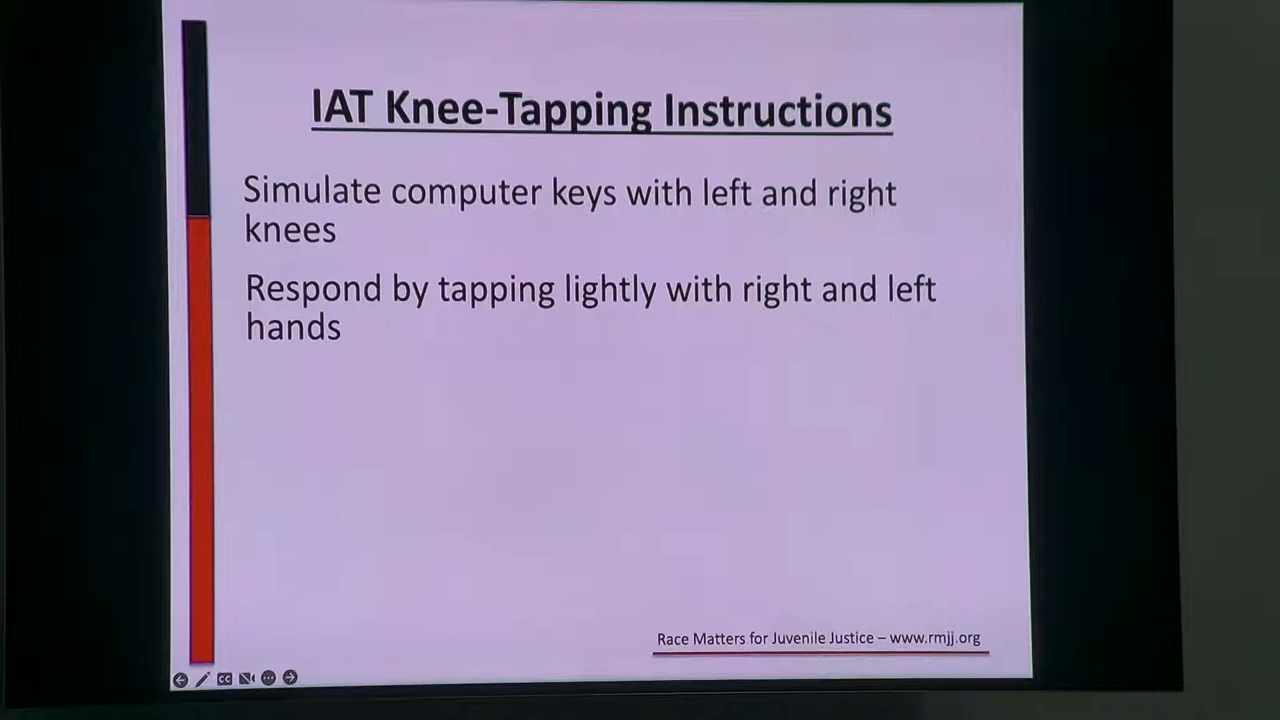 IAT Knee-Tapping Instructions
Simulate computer keys with left and right
knees
Respond by tapping lightly with right and left
hands
Race Matters for Juvenile Justice – www.rmjj.org
CC